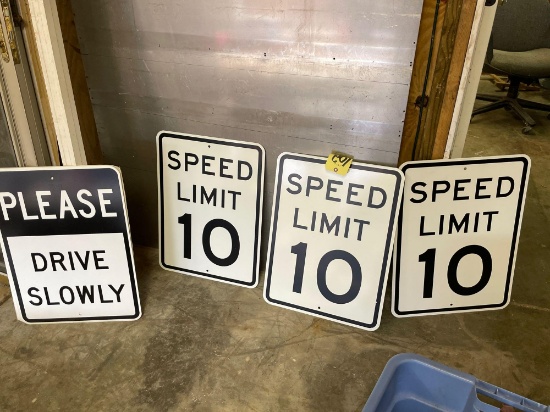 PLEASE
DRIVE
SLOWLY
SPEED
LIMIT
10
SPEED
LIMIT
10
SPEED
LIMIT
10